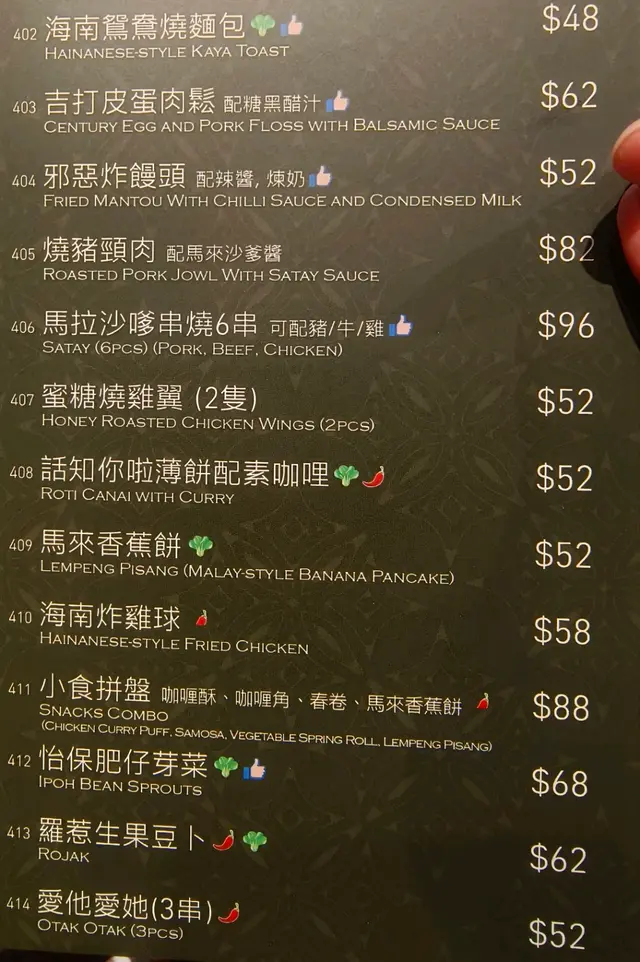 402 海南鴛鴦燒麵包 $48
HAINANESE-STYLE KAYA TOAST
403 吉打皮蛋肉鬆 配糖黑醋汁 $62
CENTURY EGG AND PORK FLOSS WITH BALSAMIC SAUCE
404 邪惡炸饅頭 配辣醬, 煉奶 $52
FRIED MANTOU WITH CHILLI SAUCE AND CONDENSED MILK
405 燒豬頸肉 配馬來沙爹醬 $82
ROASTED PORK JOWL WITH SATAY SAUCE
406 馬拉沙嗲串燒6串 可配豬/牛/雞 $96
SATAY (6PCS) (PORK, BEEF, CHICKEN)
407 蜜糖燒雞翼 (2隻) $52
HONEY ROASTED CHICKEN WINGS (2PCS)
408 話知你啦薄餅配素咖喱 $52
ROTI CANAI WITH CURRY
409 馬來香蕉餅 $52
LEMPENG PISANG (MALAY-STYLE BANANA PANCAKE)
410 海南炸雞球 $58
HAINANESE-STYLE FRIED CHICKEN
411 小食拼盤 咖喱酥、咖喱角、春卷、馬來香蕉餅 $88
SNACKS COMBO
(CHICKEN CURRY PUFF, SAMOSA, VEGETABLE SPRING ROLL, LEMPENG PISANG)
412 怡保肥仔芽菜 $68
IPOH BEAN SPROUTS
413 羅惹生果豆卜 $62
ROJAK
414 愛他愛她(3串) $52
OTAK OTAK (3PCS)